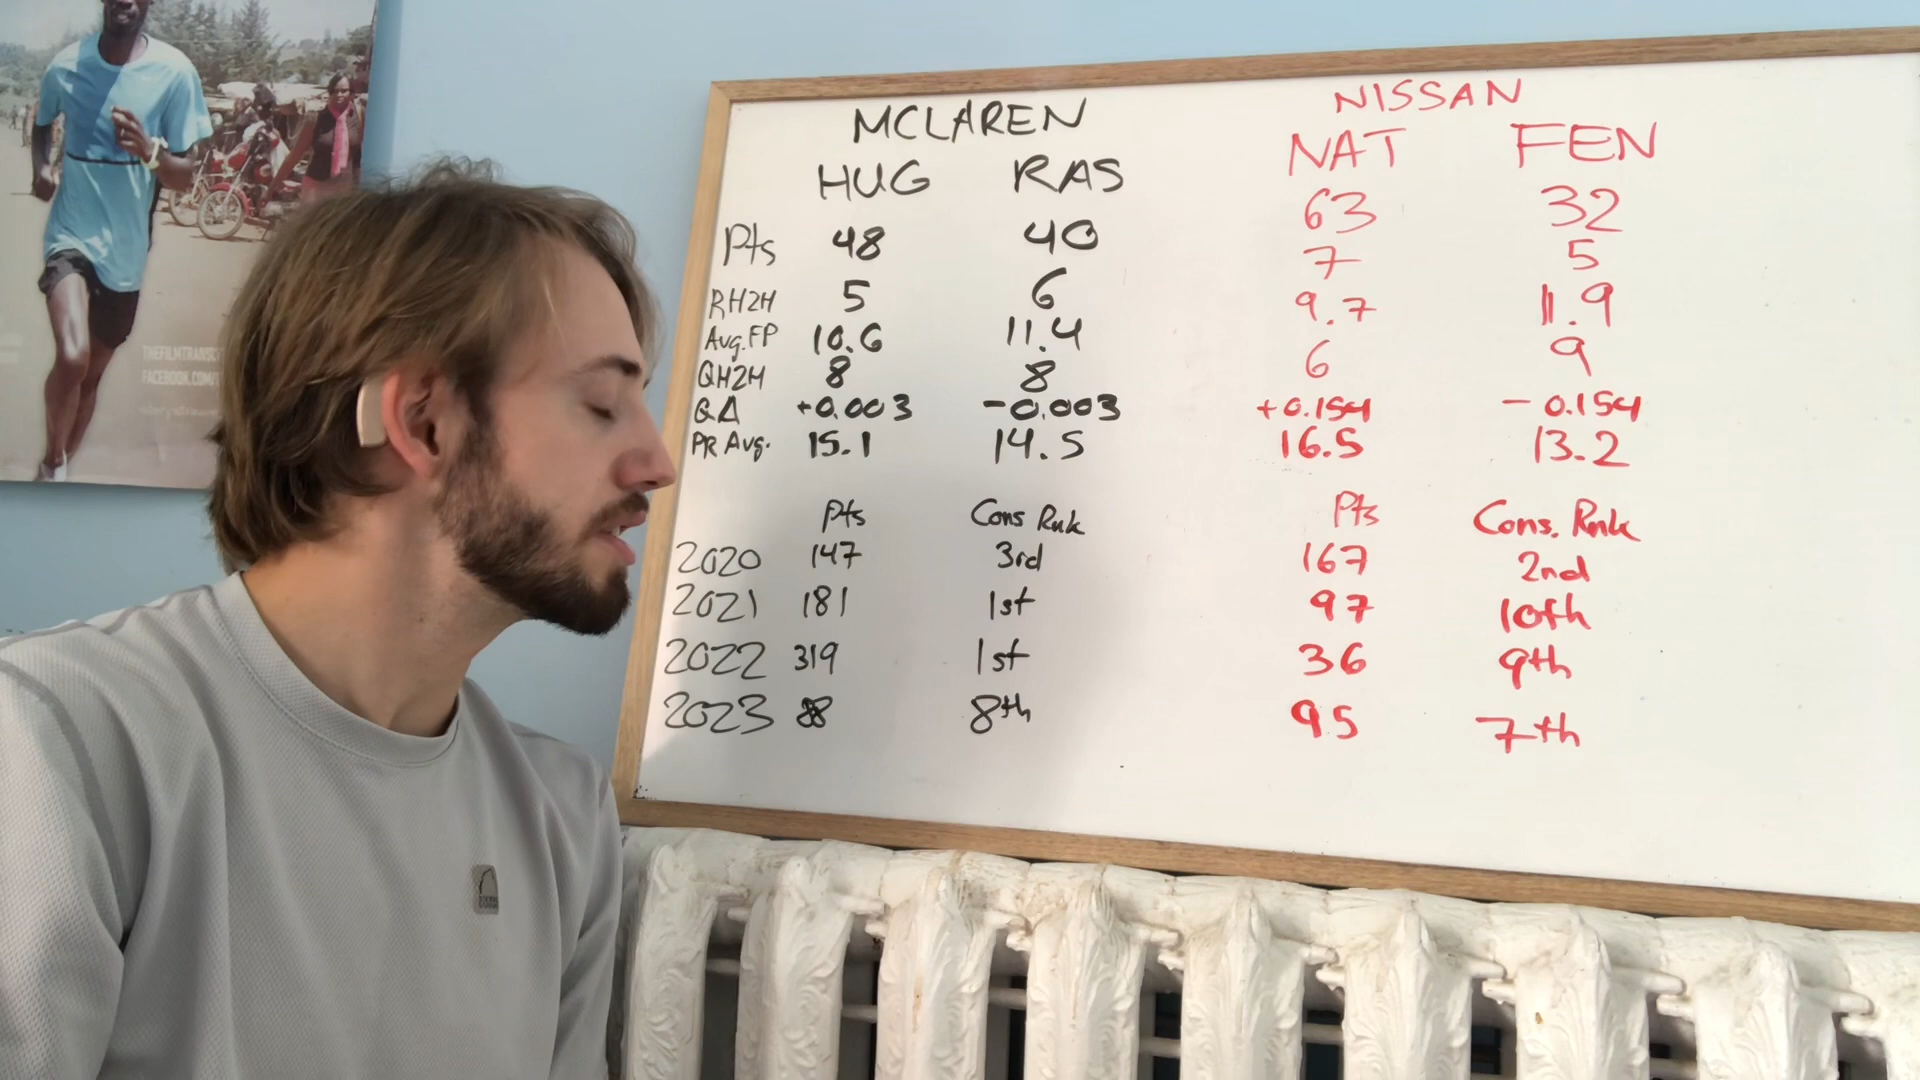 MCLAREN NISSAN
HUG RAS NAT FEN
Pts 48 40 63 32
RH2H 5 6 7 5
Avg.FP 10.6 11.4 9.7 11.9
QH2H 8 8 6 9
QΔ +0.003 -0.003 +0.154 -0.154
PR Avg. 15.1 14.5 16.5 13.2
Pts Cons Rnk Pts Cons. Rnk
2020 147 3rd 167 2nd
2021 181 1st 97 10th
2022 319 1st 36 9th
2023 88 8th 95 7th
THEFILMTRANSC
FACEBOOK.COM/T